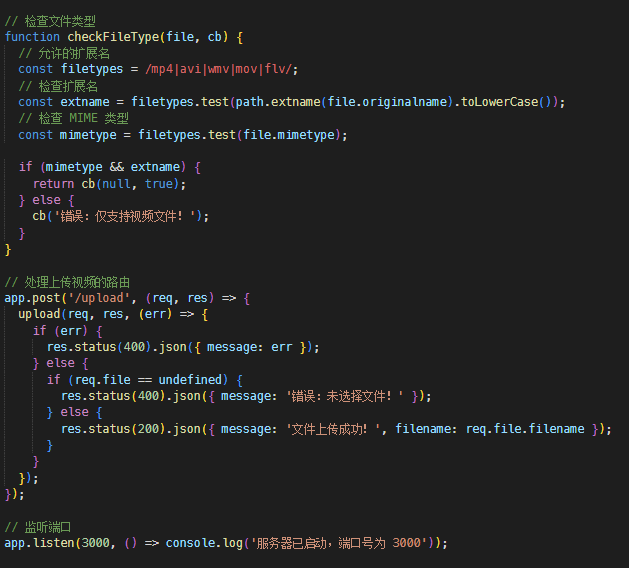 // 检查文件类型
function checkFileType(file, cb) {
  // 允许的扩展名
  const filetypes = /mp4|avi|wmv|mov|flv/;
  // 检查扩展名
  const extname = filetypes.test(path.extname(file.originalname).toLowerCase());
  // 检查 MIME 类型
  const mimetype = filetypes.test(file.mimetype);

  if (mimetype && extname) {
    return cb(null, true);
  } else {
    cb('错误：仅支持视频文件！');
  }
}

// 处理上传视频的路由
app.post('/upload', (req, res) => {
  upload(req, res, (err) => {
    if (err) {
      res.status(400).json({ message: err });
    } else {
      if (req.file == undefined) {
        res.status(400).json({ message: '错误：未选择文件！' });
      } else {
        res.status(200).json({ message: '文件上传成功！', filename: req.file.filename });
      }
    }
  });
});

// 监听端口
app.listen(3000, () => console.log('服务器已启动，端口号为 3000'));